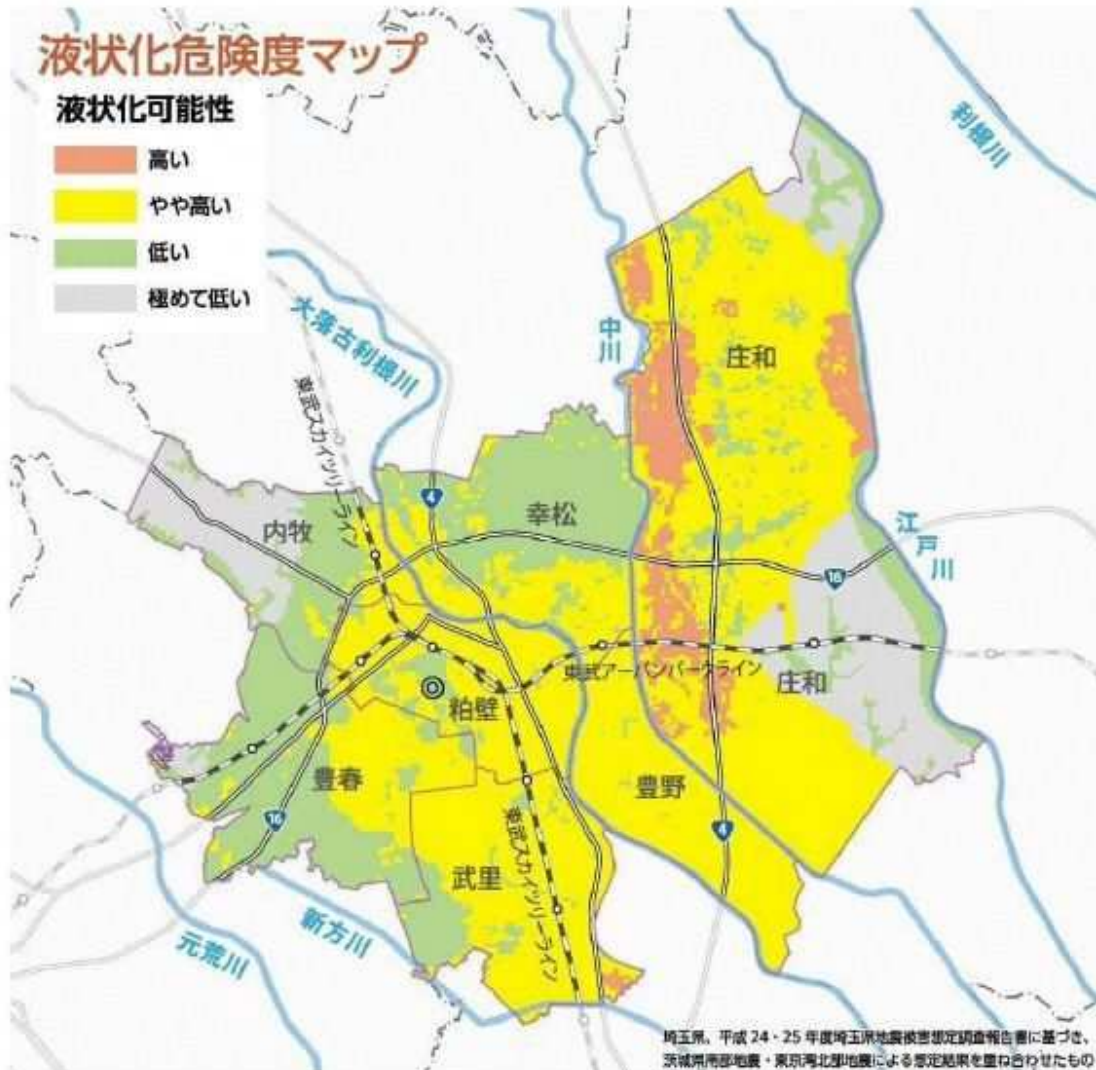 液状化危険度マップ
液状化可能性
高い
やや高い
低い
極めて低い
利根川
大落古利根川
中川
庄和
東武スカイツリーライン
4
幸松
内牧
江戸川
16
東武アーバンパークライン
庄和
粕壁
豊春
豊野
16
4
武里
東武スカイツリーライン
新方川
元荒川
埼玉県、平成24・25年度埼玉県地震被害想定調査報告書に基づき、
茨城県南部地震・東京湾北部地震による想定結果を重ね合わせたもの